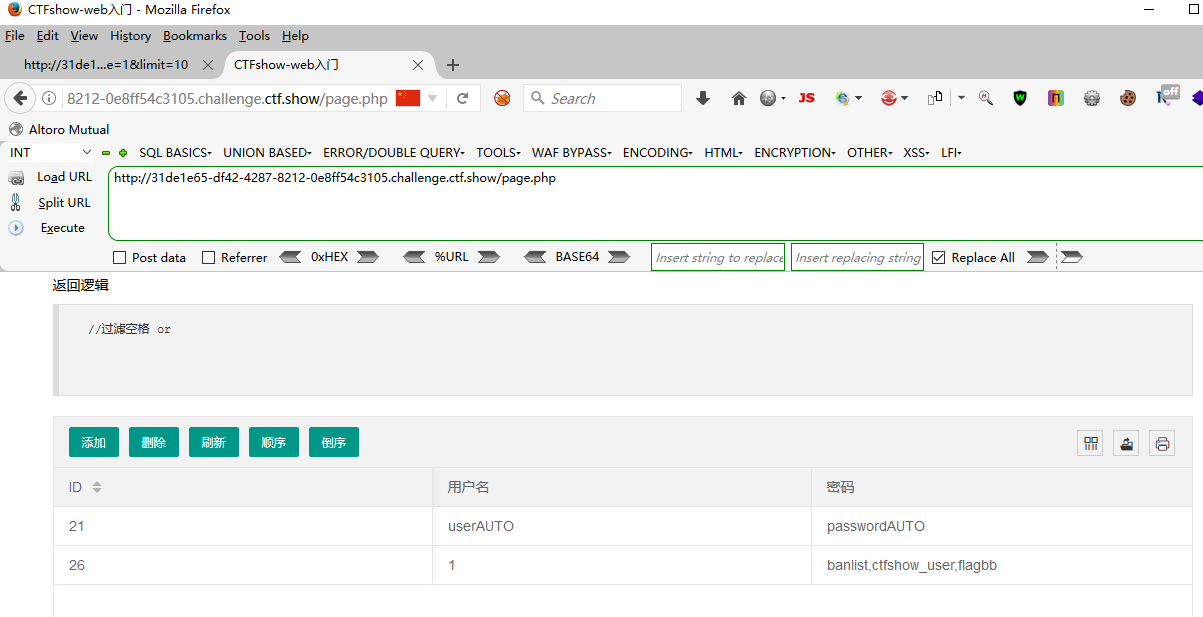 CTFshow-web入门 - Mozilla Firefox
File Edit View History Bookmarks Tools Help
http://31de1...e=1&limit=10 CTFshow-web入门
8212-0e8ff54c3105.challenge.ctf.show/page.php Search JS off
Altoro Mutual
INT SQL BASICS UNION BASED ERROR/DOUBLE QUERY TOOLS WAF BYPASS ENCODING HTML ENCRYPTION OTHER XSS LFI
Load URL http://31de1e65-df42-4287-8212-0e8ff54c3105.challenge.ctf.show/page.php
Split URL
Execute
Post data Referrer 0xHEX %URL BASE64 Insert string to replace Insert replacing string Replace All
返回逻辑
//过滤空格 or
添加 删除 刷新 顺序 倒序
ID 用户名 密码
21 userAUTO passwordAUTO
26 1 banlist,ctfshow_user,flagbb